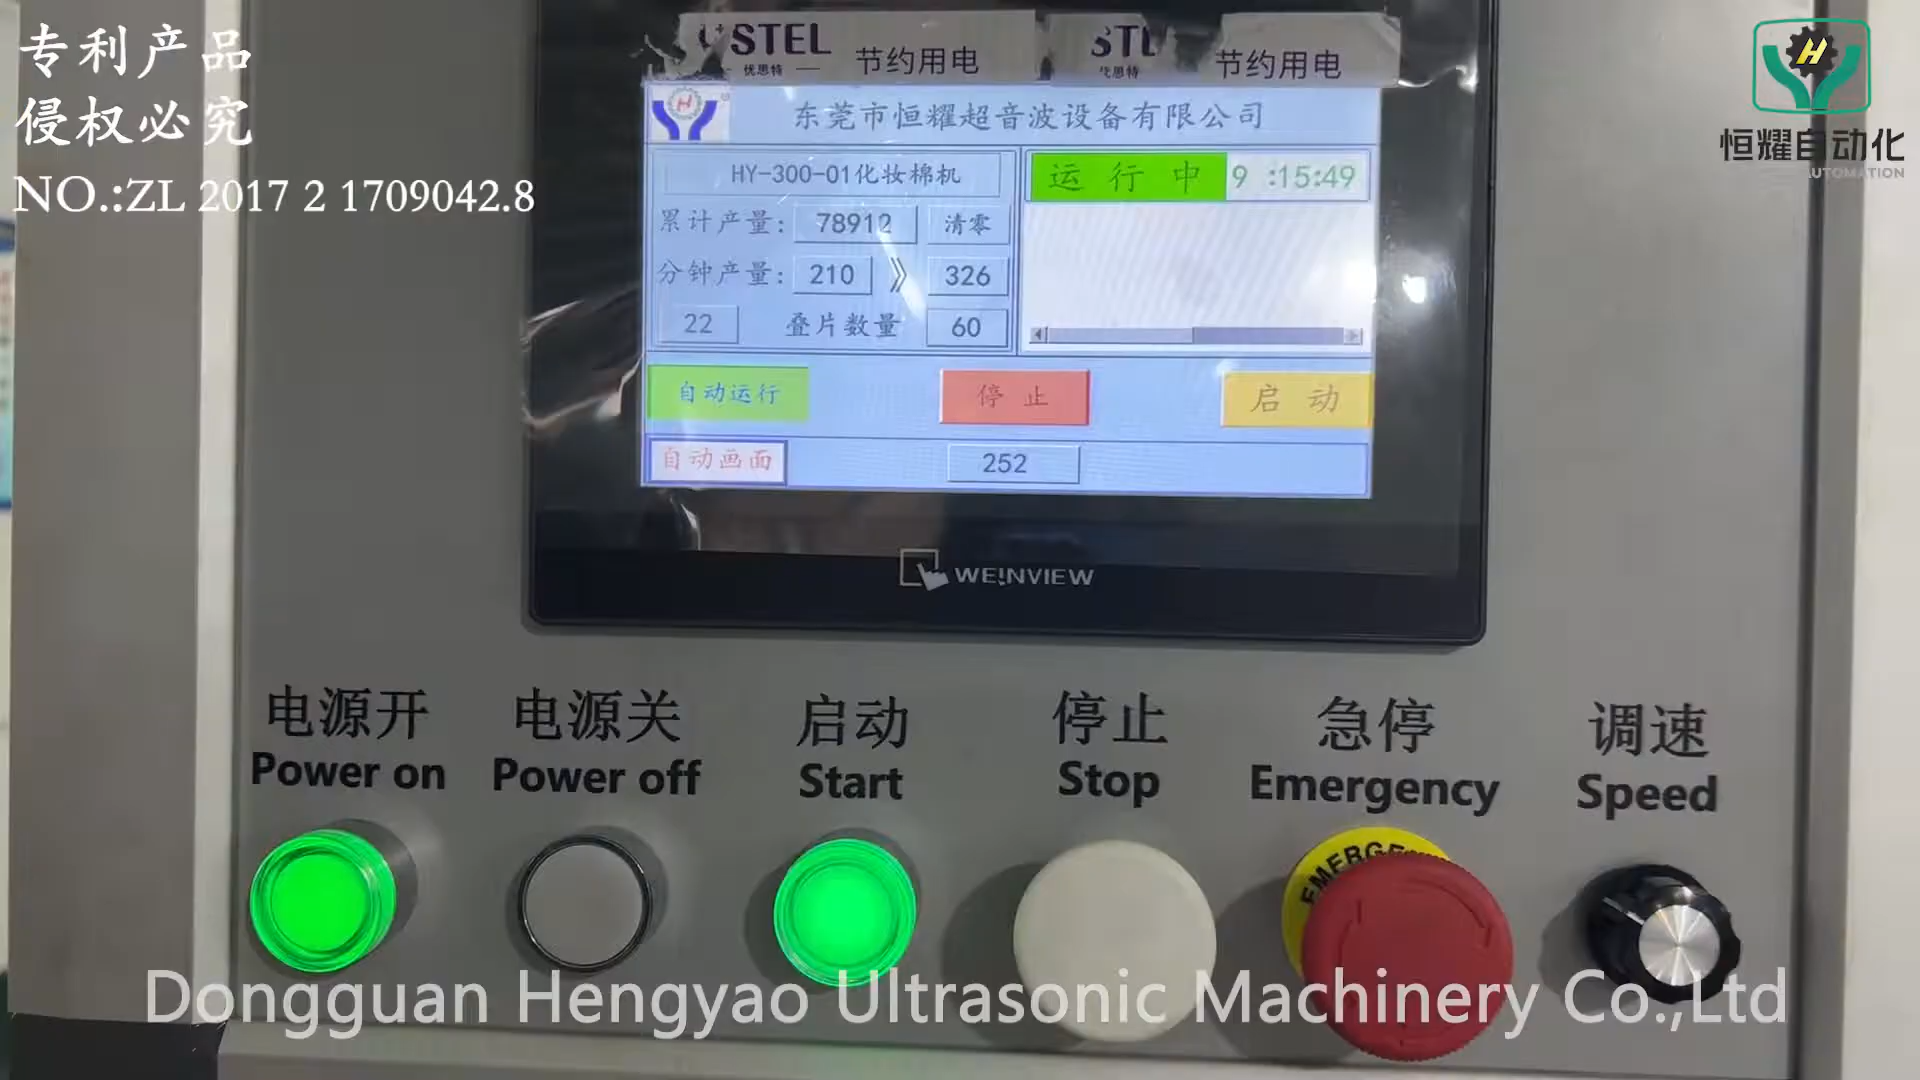 专利产品
侵权必究
NO.:ZL 2017 2 1709042.8
恒耀自动化
AUTOMATION
STEL
优思特
节约用电
节约用电
东莞市恒耀超音波设备有限公司
HY-300-01化妆棉机
运行中 9 :15:49
累计产量: 78912 清零
分钟产量: 210 》 326
22 叠片数量 60
自动运行 停止 启动
自动画面 252
WEINVIEW
电源开 电源关 启动 停止 急停 调速
Power on Power off Start Stop Emergency Speed
Dongguan Hengyao Ultrasonic Machinery Co.,Ltd